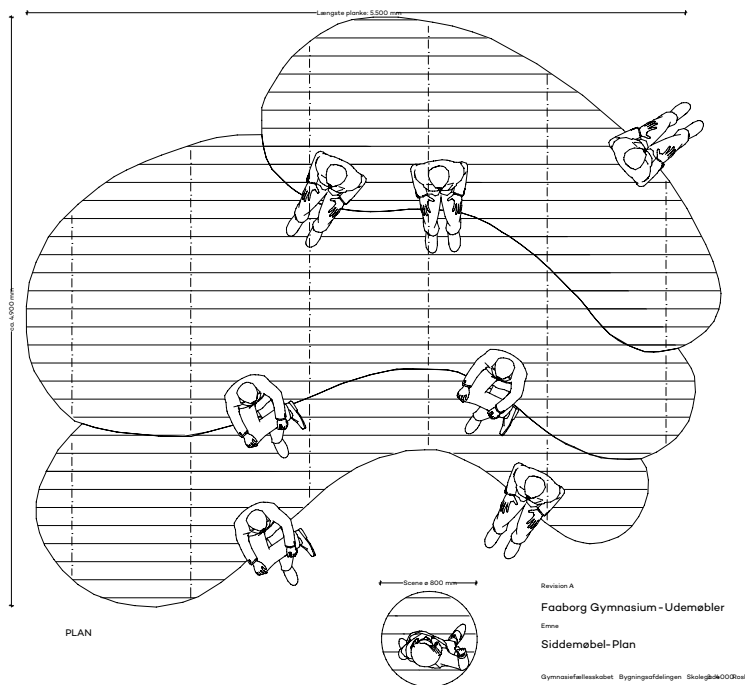 Længste planke: 5.500 mm
ca. 4.900 mm
Scene ø 800 mm
PLAN
Revision A
Faaborg Gymnasium - Udemøbler
Emne
Siddemøbel - Plan
Gymnasiefællesskabet Bygningsafdelingen